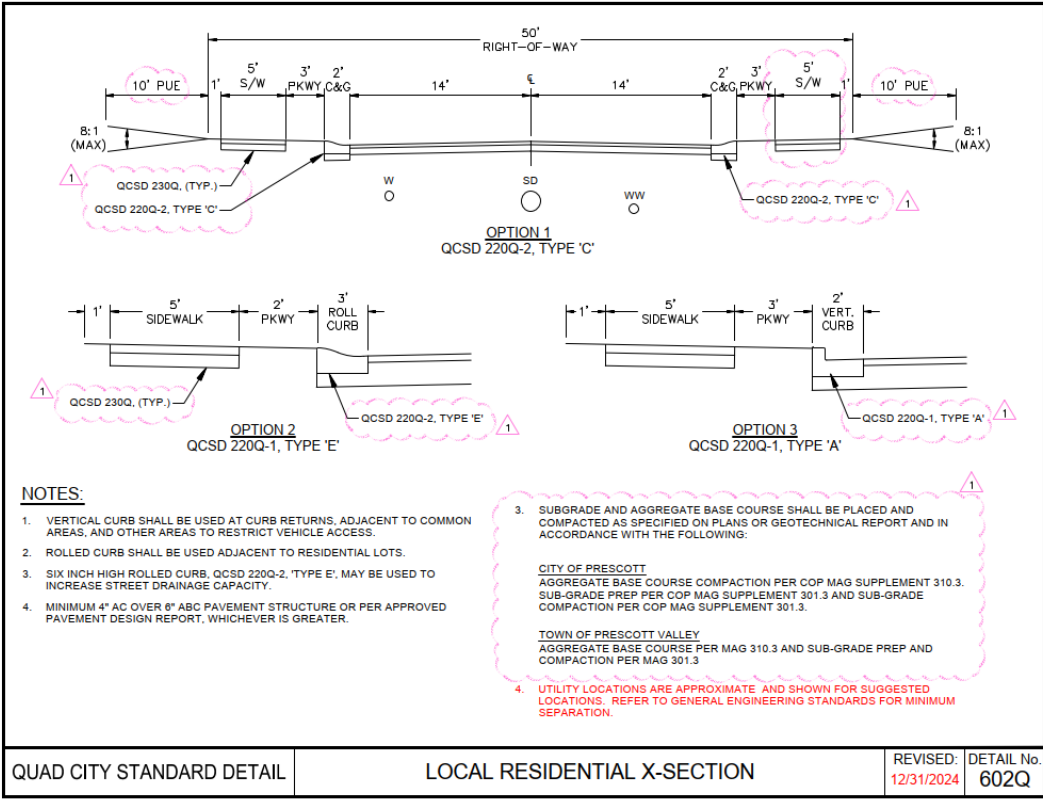 50'
RIGHT-OF-WAY
10' PUE
1'
5'
S/W
3'
PKWY
2'
C&G
14'
℄
14'
2'
C&G
3'
PKWY
5'
S/W
1'
10' PUE
8:1
(MAX)
8:1
(MAX)
1
QCSD 230Q, (TYP.)
QCSD 220Q-2, TYPE 'C'
W
SD
WW
QCSD 220Q-2, TYPE 'C'
1
OPTION 1
QCSD 220Q-2, TYPE 'C'
1'
5'
SIDEWALK
2'
PKWY
3'
ROLL
CURB
1
QCSD 230Q, (TYP.)
QCSD 220Q-2, TYPE 'E'
1
OPTION 2
QCSD 220Q-1, TYPE 'E'
1'
5'
SIDEWALK
3'
PKWY
2'
VERT.
CURB
QCSD 220Q-1, TYPE 'A'
1
OPTION 3
QCSD 220Q-1, TYPE 'A'
NOTES:
1. VERTICAL CURB SHALL BE USED AT CURB RETURNS, ADJACENT TO COMMON
AREAS, AND OTHER AREAS TO RESTRICT VEHICLE ACCESS.
2. ROLLED CURB SHALL BE USED ADJACENT TO RESIDENTIAL LOTS.
3. SIX INCH HIGH ROLLED CURB, QCSD 220Q-2, 'TYPE E', MAY BE USED TO
INCREASE STREET DRAINAGE CAPACITY.
4. MINIMUM 4" AC OVER 6" ABC PAVEMENT STRUCTURE OR PER APPROVED
PAVEMENT DESIGN REPORT, WHICHEVER IS GREATER.
1
3. SUBGRADE AND AGGREGATE BASE COURSE SHALL BE PLACED AND
COMPACTED AS SPECIFIED ON PLANS OR GEOTECHNICAL REPORT AND IN
ACCORDANCE WITH THE FOLLOWING:
CITY OF PRESCOTT
AGGREGATE BASE COURSE COMPACTION PER COP MAG SUPPLEMENT 310.3.
SUB-GRADE PREP PER COP MAG SUPPLEMENT 301.3 AND SUB-GRADE
COMPACTION PER COP MAG SUPPLEMENT 301.3.
TOWN OF PRESCOTT VALLEY
AGGREGATE BASE COURSE PER MAG 310.3 AND SUB-GRADE PREP AND
COMPACTION PER MAG 301.3
4. UTILITY LOCATIONS ARE APPROXIMATE AND SHOWN FOR SUGGESTED
LOCATIONS. REFER TO GENERAL ENGINEERING STANDARDS FOR MINIMUM
SEPARATION.
QUAD CITY STANDARD DETAIL
LOCAL RESIDENTIAL X-SECTION
REVISED:
12/31/2024
DETAIL No.
602Q